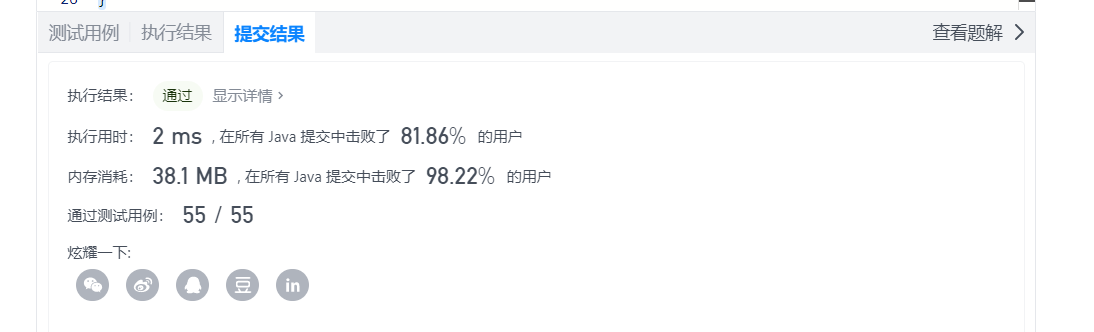 测试用例 执行结果 提交结果 查看题解
执行结果： 通过 显示详情 ›
执行用时： 2 ms , 在所有 Java 提交中击败了 81.86% 的用户
内存消耗： 38.1 MB , 在所有 Java 提交中击败了 98.22% 的用户
通过测试用例： 55 / 55
炫耀一下:
豆 in